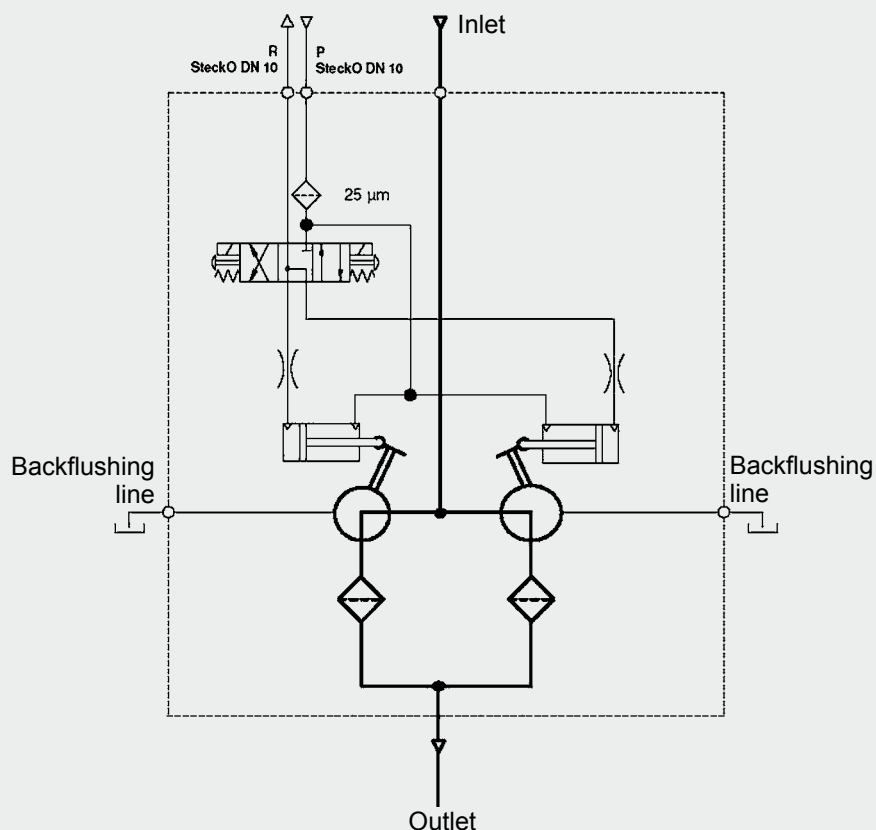 Inlet
R
SteckO DN 10
P
SteckO DN 10
25 µm
Backflushing
line
Backflushing
line
Outlet